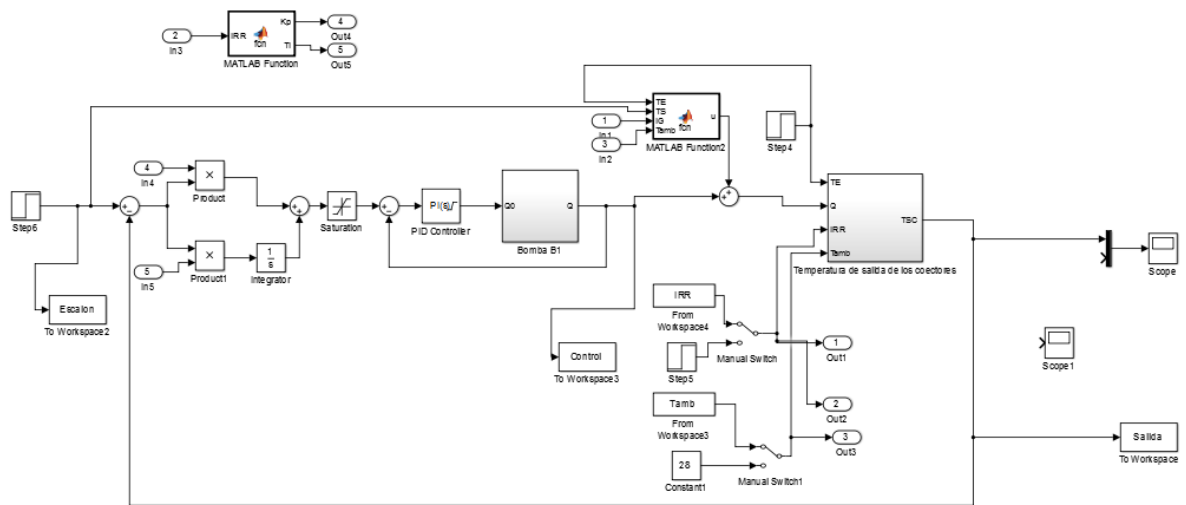 2
In3
IRR
fcn
Kp
TI
MATLAB Function
4
Out4
5
Out5
TE
TS
IG
Tamb
fcn
u
MATLAB Function2
1
In1
3
In2
Step4
4
In4
×
Product
Step6
Saturation
PI(s)
PID Controller
Q0
Q
Bomba B1
TE
Q
IRR
Tamb
TSC
Temperatura de salida de los coectores
5
In5
×
Product1
1
s
Integrator
Escalon
To Workspace2
Control
To Workspace3
IRR
From
Workspace4
Step5
Manual Switch
1
Out1
2
Out2
Tamb
From
Workspace3
28
Constant1
Manual Switch1
3
Out3
Scope
Scope1
Salida
To Workspace